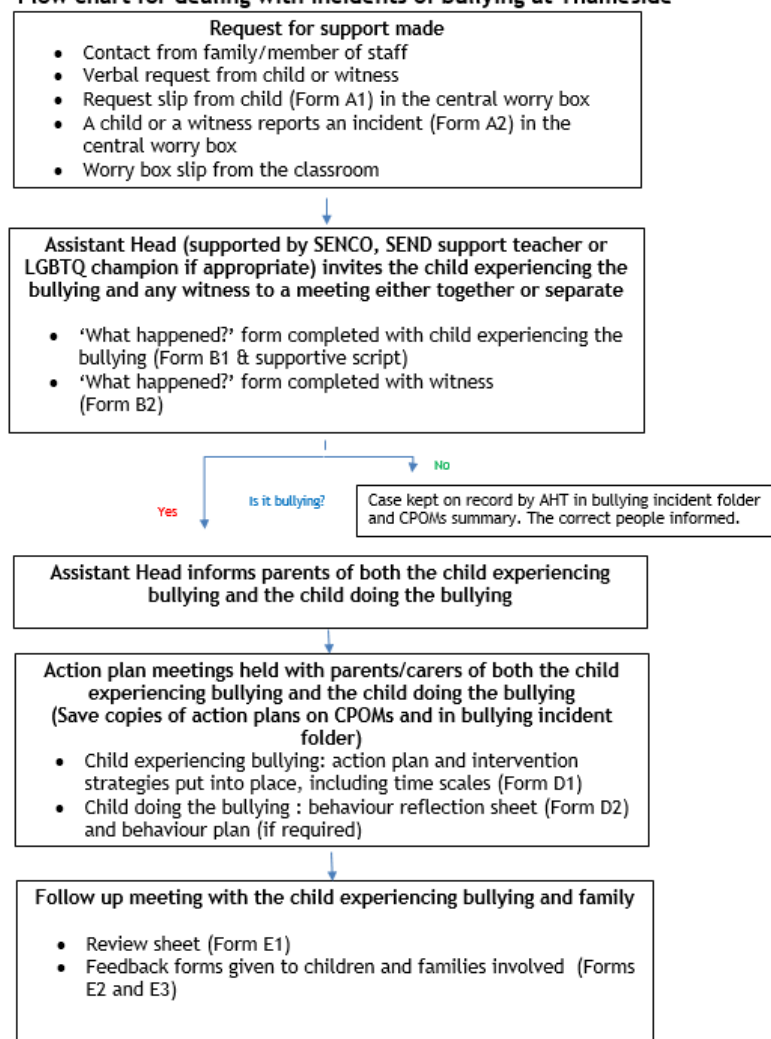 Flow chart for dealing with incidents of bullying at Thameside
Request for support made
• Contact from family/member of staff
• Verbal request from child or witness
• Request slip from child (Form A1) in the central worry box
• A child or a witness reports an incident (Form A2) in the
central worry box
• Worry box slip from the classroom
Assistant Head (supported by SENCO, SEND support teacher or
LGBTQ champion if appropriate) invites the child experiencing the
bullying and any witness to a meeting either together or separate
• ‘What happened?’ form completed with child experiencing the
bullying (Form B1 & supportive script)
• ‘What happened?’ form completed with witness
(Form B2)
No
Is it bullying?
Yes
Case kept on record by AHT in bullying incident folder
and CPOMs summary. The correct people informed.
Assistant Head informs parents of both the child experiencing
bullying and the child doing the bullying
Action plan meetings held with parents/carers of both the child
experiencing bullying and the child doing the bullying
(Save copies of action plans on CPOMs and in bullying incident
folder)
• Child experiencing bullying: action plan and intervention
strategies put into place, including time scales (Form D1)
• Child doing the bullying : behaviour reflection sheet (Form D2)
and behaviour plan (if required)
Follow up meeting with the child experiencing bullying and family
• Review sheet (Form E1)
• Feedback forms given to children and families involved (Forms
E2 and E3)